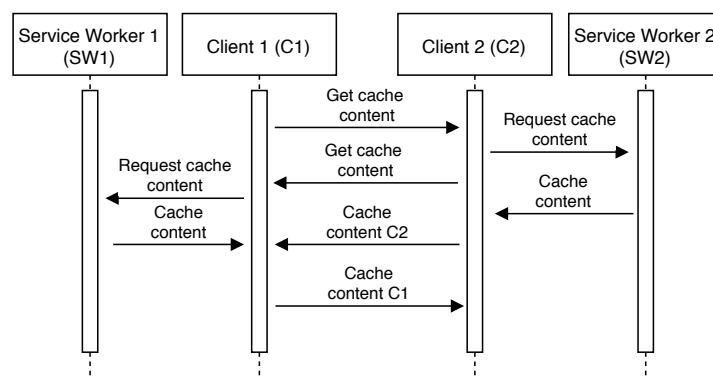 Service Worker 1
(SW1)
Client 1 (C1)
Client 2 (C2)
Service Worker 2
(SW2)
Get cache
content
Request cache
content
Get cache
content
Request cache
content
Cache
content
Cache
content
Cache
content C2
Cache
content C1